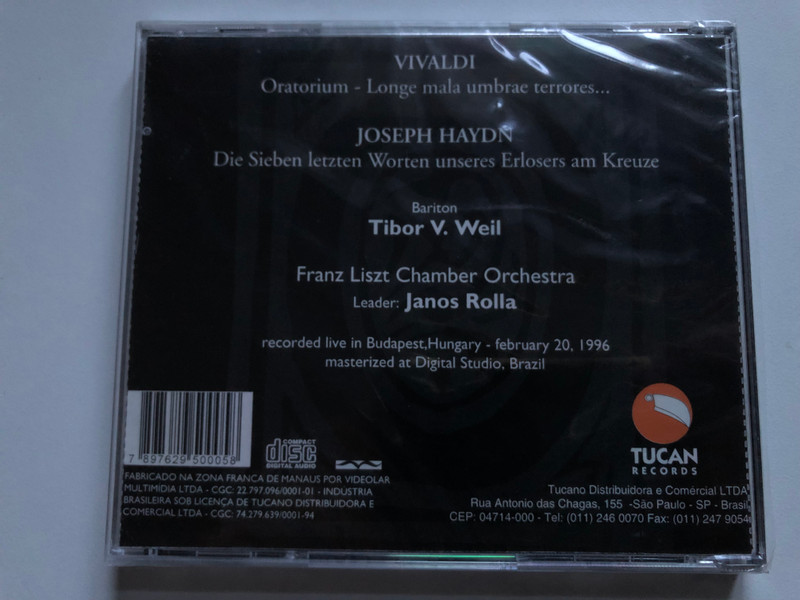 VIVALDI
Oratorium - Longe mala umbrae terrores...
JOSEPH HAYDN
Die Sieben letzten Worten unseres Erlosers am Kreuze
Bariton
Tibor V. Weil
Franz Liszt Chamber Orchestra
Leader: Janos Rolla
recorded live in Budapest,Hungary - february 20, 1996
masterized at Digital Studio, Brazil
7 897629 500058
COMPACT
disc
DIGITAL AUDIO
TUCAN
RECORDS
FABRICADO NA ZONA FRANCA DE MANAUS POR VIDEOLAR
MULTIMÍDIA LTDA - CGC: 22.797.096/0001-01 - INDUSTRIA
BRASILEIRA SOB LICENÇA DE TUCANO DISTRIBUIDORA E
COMERCIAL LTDA - CGC: 74.279.639/0001-94
Tucano Distribuidora e Comércial LTDA
Rua Antonio das Chagas, 155 -São Paulo - SP - Brasil
CEP: 04714-000 - Tel: (011) 246 0070 Fax: (011) 247 9054